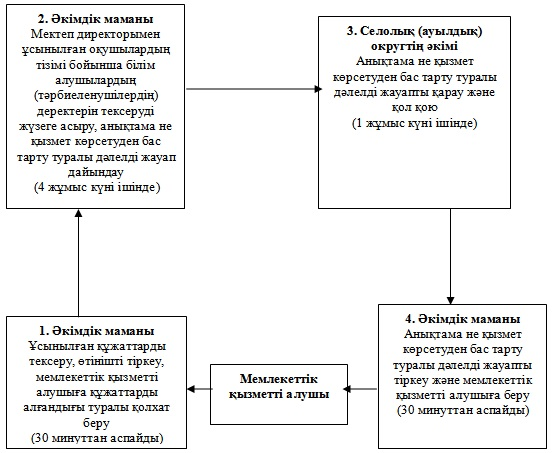 2. Әкімдік маманы
Мектеп директорымен
ұсынылған оқушылардың
тізімі бойынша білім
алушылардың
(тәрбиеленушілердің)
деректерін тексеруді
жүзеге асыру, анықтама не
қызмет көрсетуден бас
тарту туралы дәлелді жауап
дайындау
(4 жұмыс күні ішінде)
3. Селолық (ауылдық)
округтің әкімі
Анықтама не қызмет
көрсетуден бас тарту туралы
дәлелді жауапты қарау және
қол қою
(1 жұмыс күні ішінде)
1. Әкімдік маманы
Ұсынылған құжаттарды
тексеру, өтінішті тіркеу,
мемлекеттік қызметті
алушыға құжаттарды
алғандығы туралы қолхат
беру
(30 минуттан аспайды)
Мемлекеттік
қызметті алушы
4. Әкімдік маманы
Анықтама не қызмет
көрсетуден бас тарту
туралы дәлелді жауапты
тіркеу және мемлекеттік
қызметті алушыға беру
(30 минуттан аспайды)